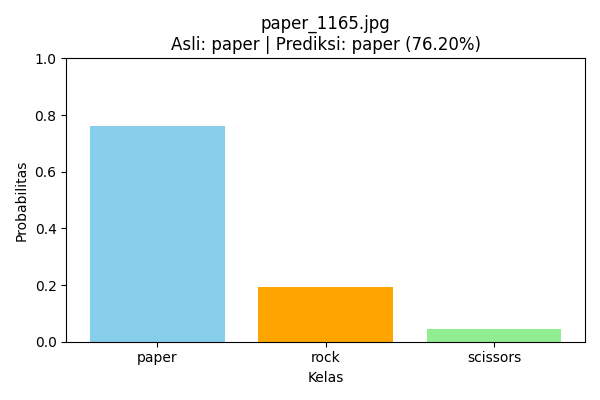 paper_1165.jpg
Asli: paper | Prediksi: paper (76.20%)
1.0
0.8
0.6
0.4
0.2
0.0
Probabilitas
paper
rock
scissors
Kelas